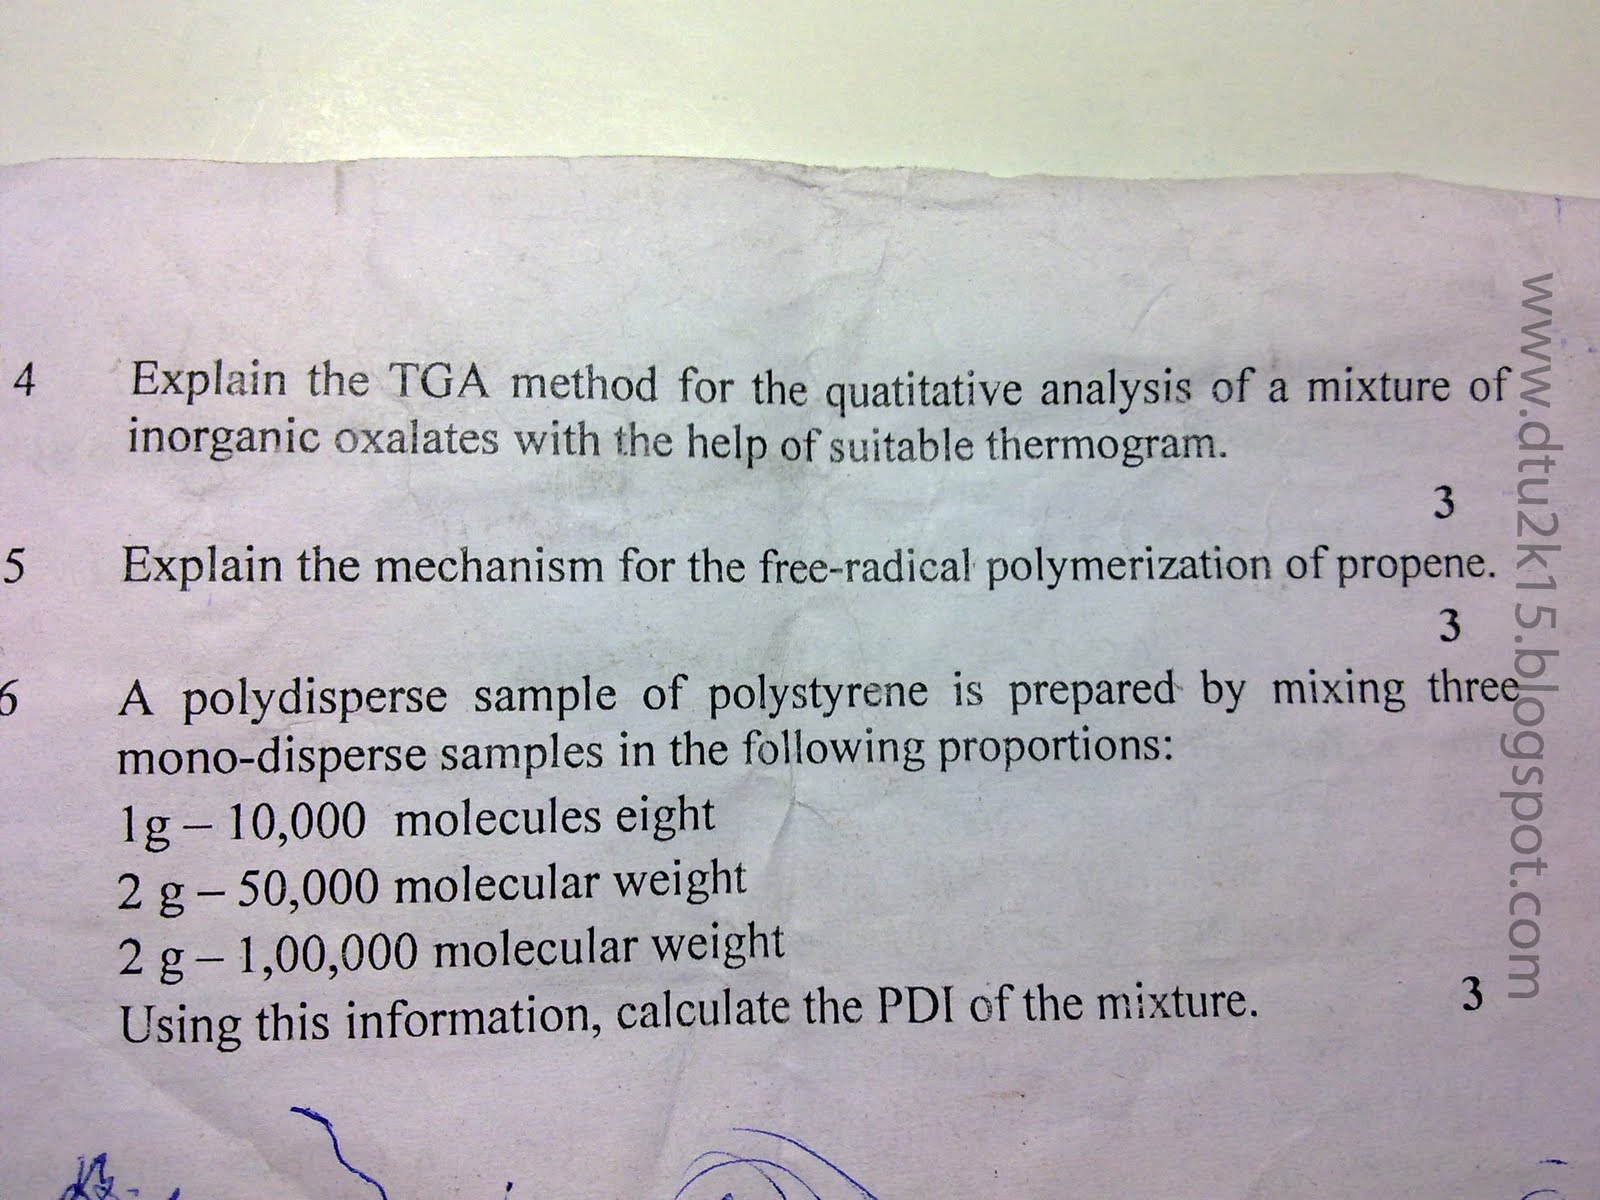 4 Explain the TGA method for the quatitative analysis of a mixture of
inorganic oxalates with the help of suitable thermogram.
3
5 Explain the mechanism for the free-radical polymerization of propene.
3
6 A polydisperse sample of polystyrene is prepared by mixing three
mono-disperse samples in the following proportions:
1g – 10,000 molecules eight
2 g – 50,000 molecular weight
2 g – 1,00,000 molecular weight
Using this information, calculate the PDI of the mixture. 3
www.dtu2k15.blogspot.com